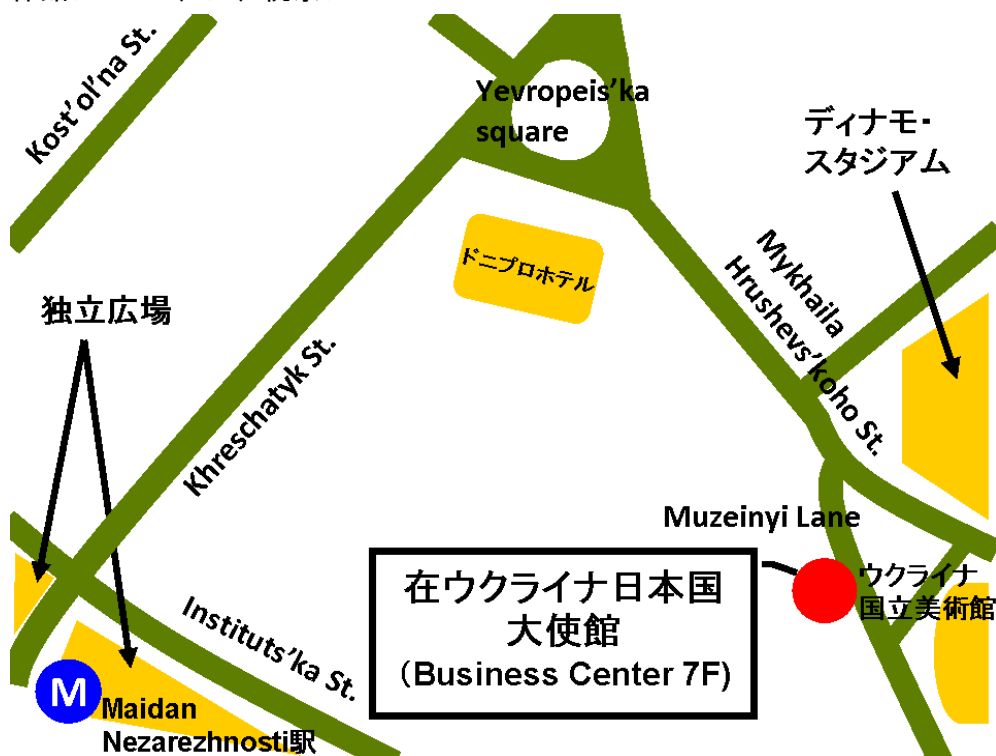 Kost'ol'na St.
Yevropeis'ka
square
ディナモ・
スタジアム
ドニプロホテル
Mykhaila
Hrushevs'koho St.
独立広場
Khreschatyk St.
Muzeinyi Lane
在ウクライナ日本国
大使館
(Business Center 7F)
ウクライナ
国立美術館
Instituts'ka St.
M
Maidan
Nezarezhnosti駅